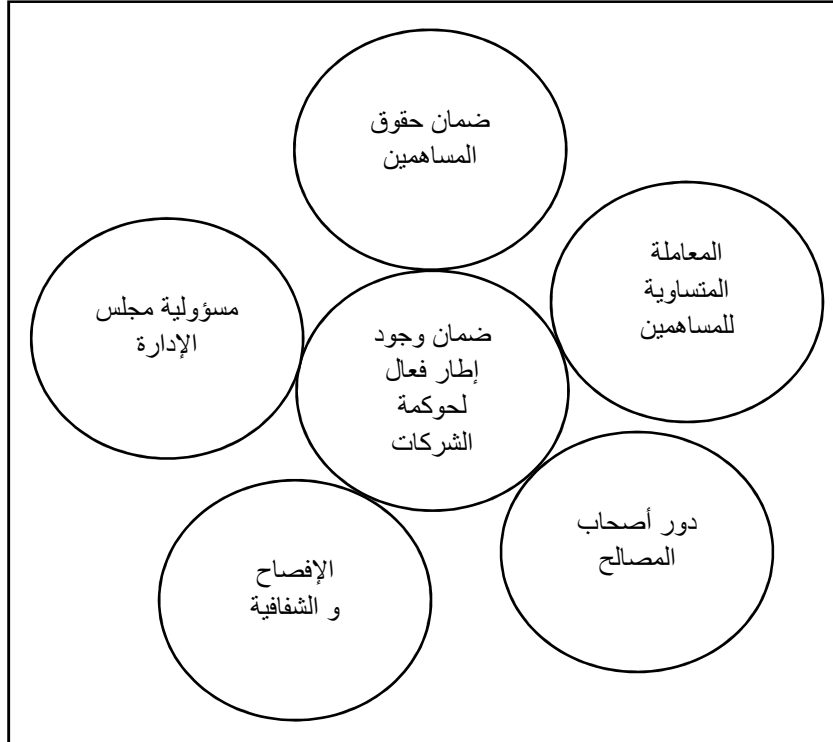 ضمان حقوق
المساهمين
المعاملة
المتساوية
للمساهمين
مسؤولية مجلس
الإدارة
ضمان وجود
إطار فعال
لحوكمة
الشركات
دور أصحاب
المصالح
الإفصاح
و الشفافية